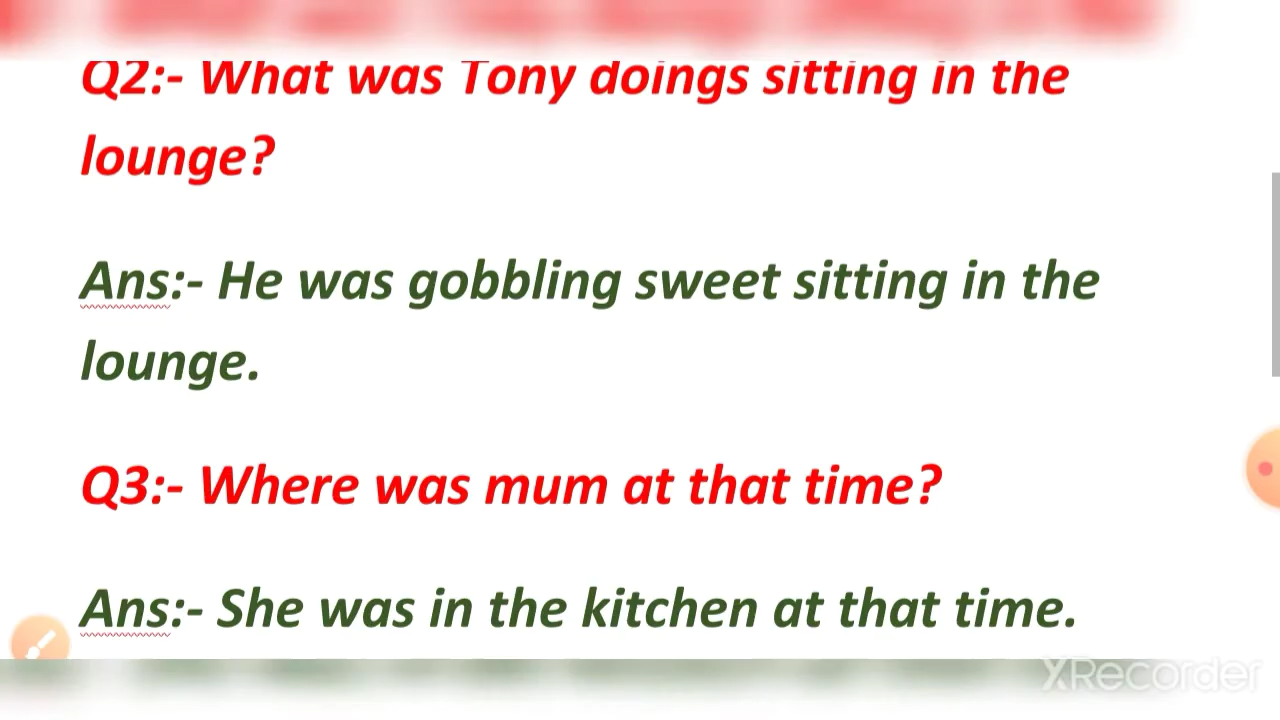 Q2:- What was Tony doings sitting in the
lounge?
Ans:- He was gobbling sweet sitting in the
lounge.
Q3:- Where was mum at that time?
Ans:- She was in the kitchen at that time.
XRecorder